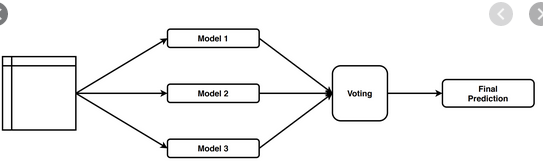 Model 1
Model 2
Model 3
Voting
Final
Prediction